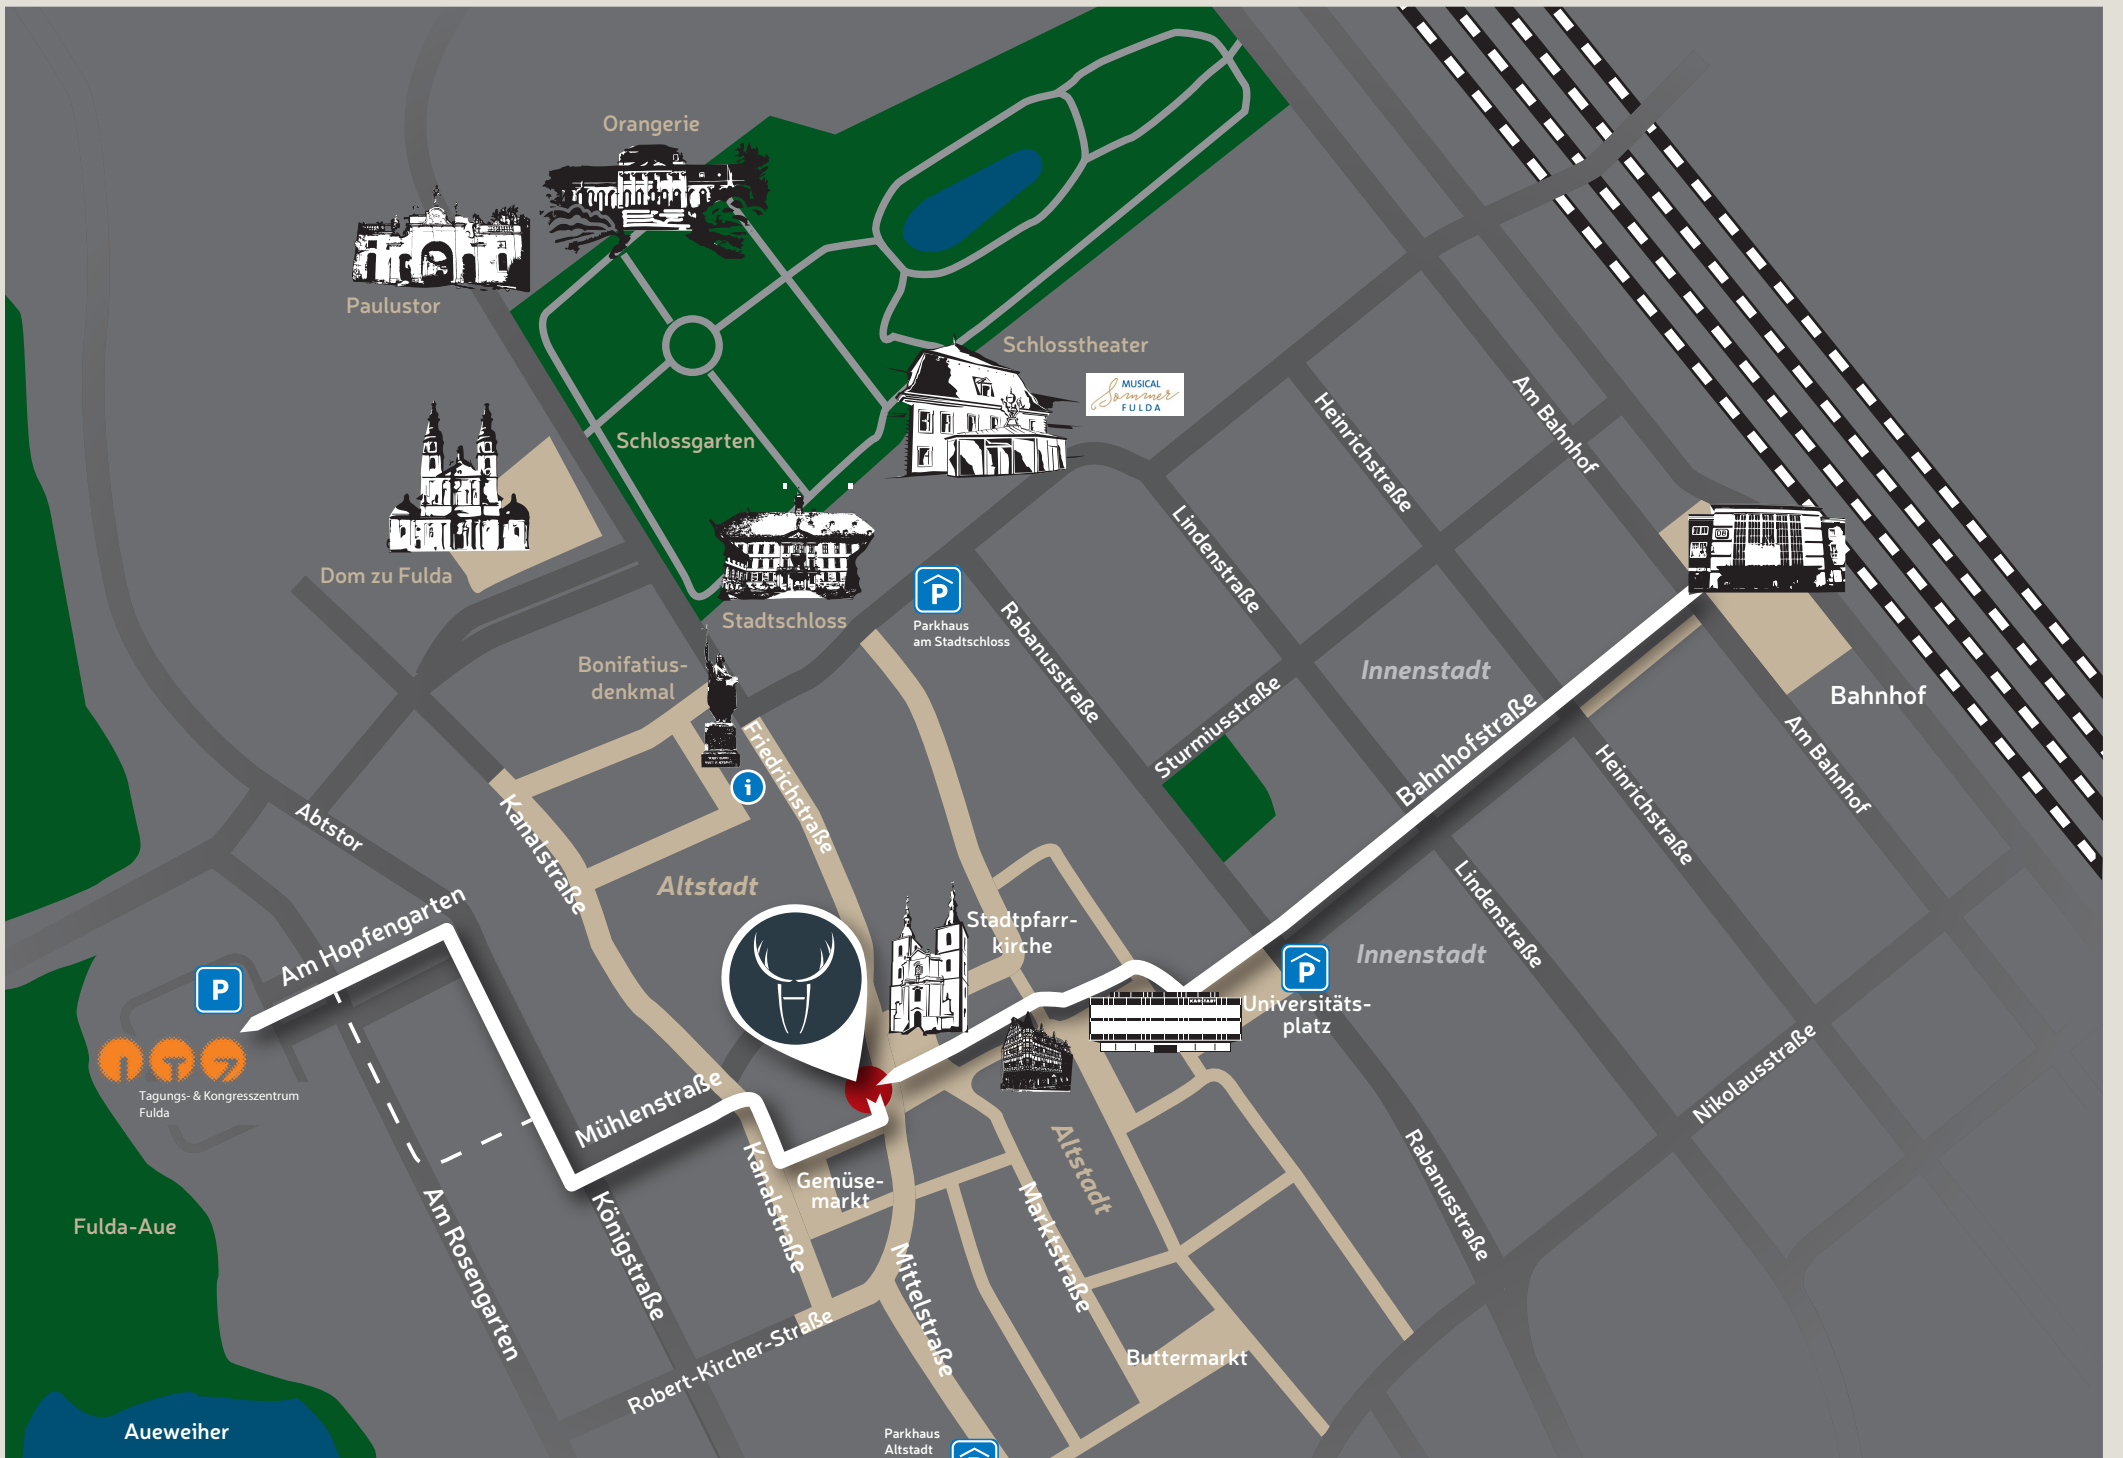 Orangerie
Paulustor
Schlosstheater
MUSICAL
Sommer
FULDA
Am Bahnhof
Heinrichstraße
Schlossgarten
Lindenstraße
DB
Dom zu Fulda
Stadtschloss
P
Parkhaus
am Stadtschloss
Rabanusstraße
Bonifatius-
denkmal
Innenstadt
Sturmiusstraße
Bahnhof
Bahnhofstraße
Am Bahnhof
Friedrichstraße
i
Heinrichstraße
Kanalstraße
Abtstor
Altstadt
Lindenstraße
Am Hopfengarten
Stadtpfarr-
kirche
Innenstadt
P
P
Universitäts-
platz
KARSTADT
Nikolausstraße
Tagungs- & Kongresszentrum
Fulda
Mühlenstraße
Altstadt
Rabanusstraße
Kanalstraße
Gemüse-
markt
Marktstraße
Fulda-Aue
Am Rosengarten
Königstraße
Mittelstraße
Robert-Kircher-Straße
Buttermarkt
Aueweiher
Parkhaus
Altstadt